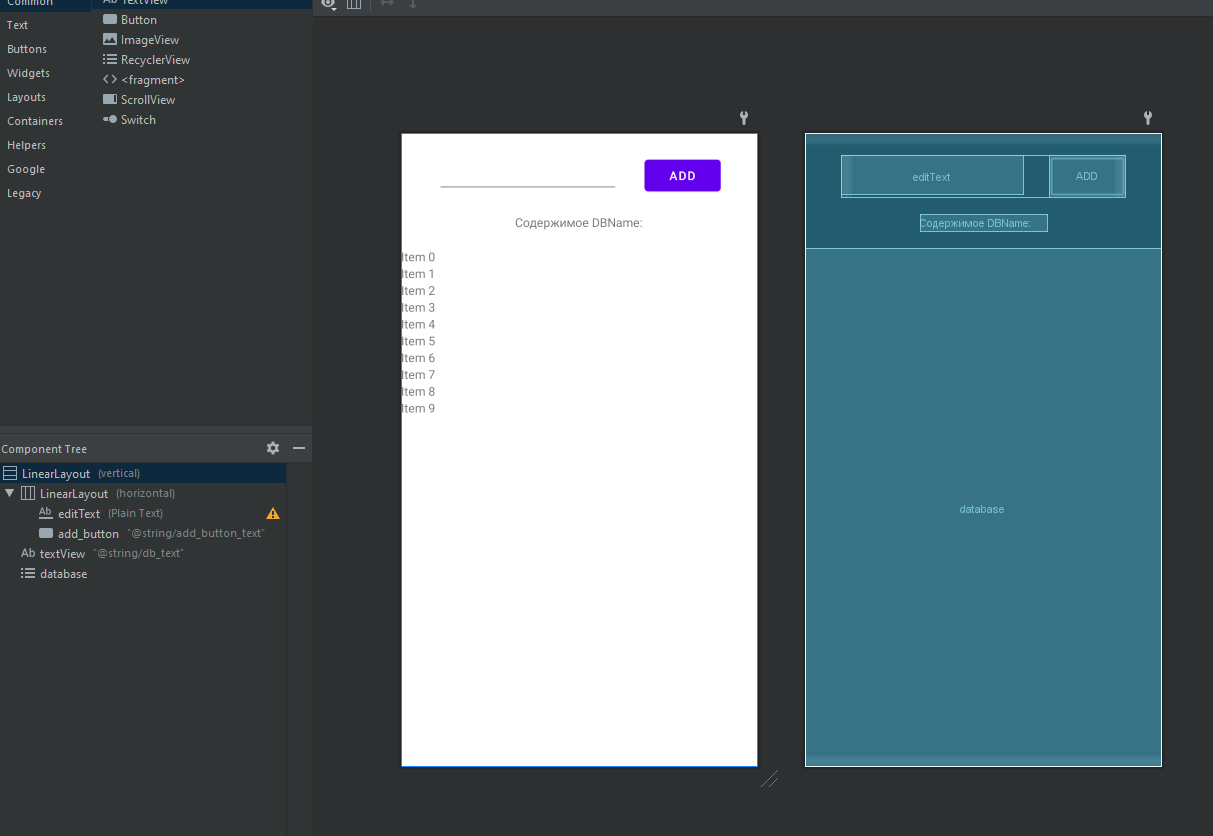 Common
TextView
Text
Button
Buttons
ImageView
Widgets
RecyclerView
Layouts
<fragment>
Containers
ScrollView
Helpers
Switch
Google
Legacy
ADD
Содержимое DBName:
Item 0
Item 1
Item 2
Item 3
Item 4
Item 5
Item 6
Item 7
Item 8
Item 9
editText
ADD
Содержимое DBName:
database
Component Tree
LinearLayout (vertical)
LinearLayout (horizontal)
Ab editText (Plain Text)
add_button "@string/add_button_text"
Ab textView "@string/db_text"
database